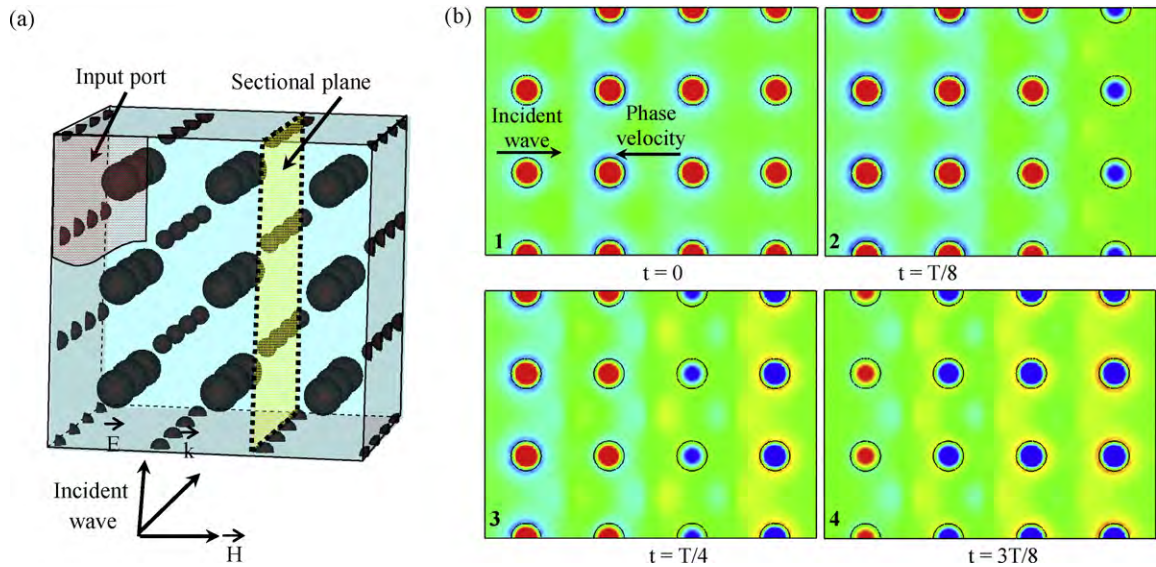 (a)
Input port
Sectional plane
E
k
Incident
wave
H
(b)
Incident
wave
Phase
velocity
1
t = 0
2
t = T/8
3
t = T/4
4
t = 3T/8